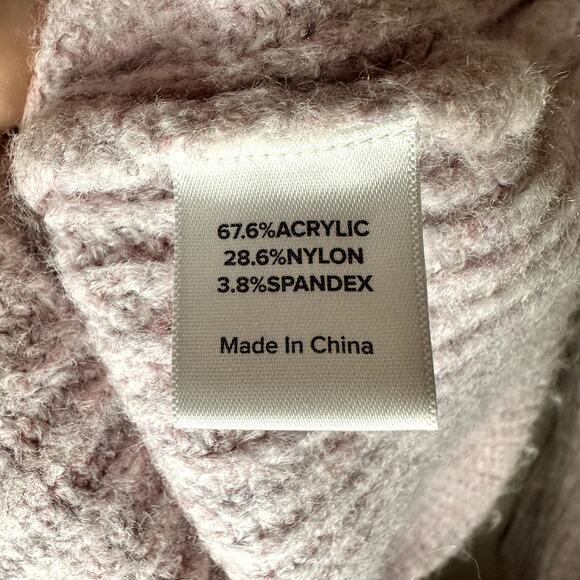 67.6%ACRYLIC
28.6%NYLON
3.8%SPANDEX
Made In China